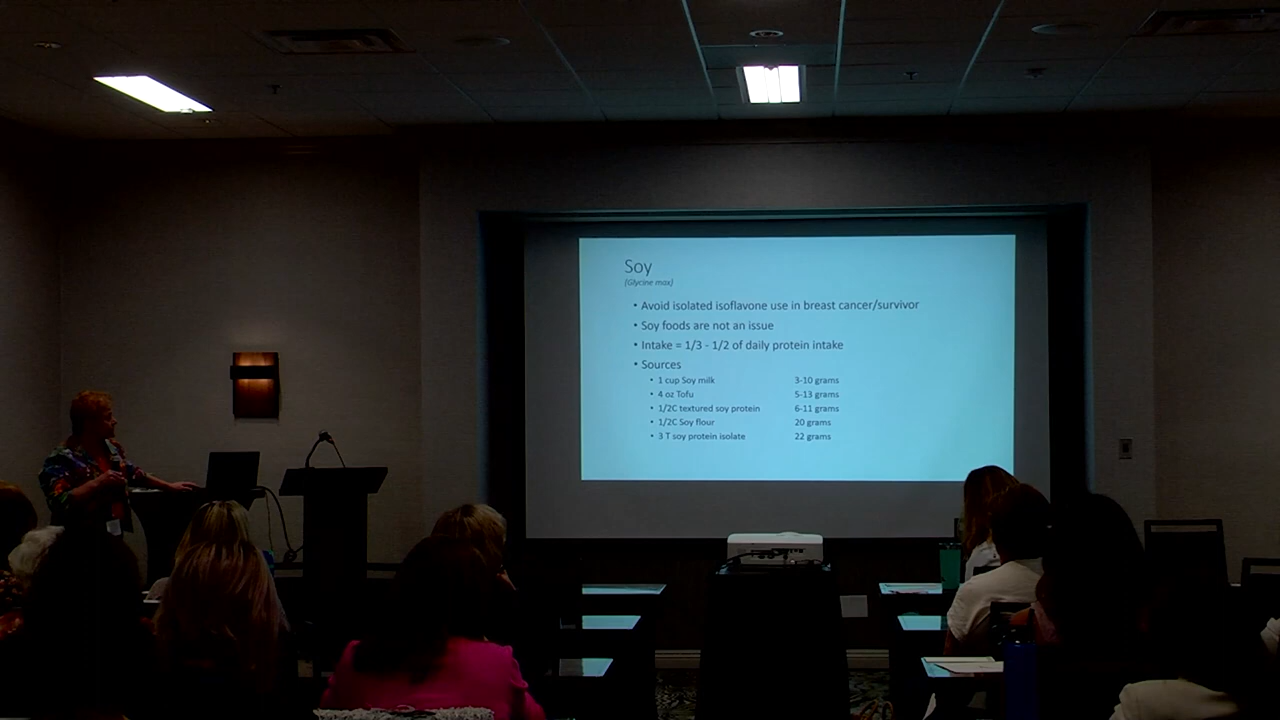 Soy
(Glycine max)
• Avoid isolated isoflavone use in breast cancer/survivor
• Soy foods are not an issue
• Intake = 1/3 - 1/2 of daily protein intake
• Sources
• 1 cup Soy milk 3-10 grams
• 4 oz Tofu 5-13 grams
• 1/2C textured soy protein 6-11 grams
• 1/2C Soy flour 20 grams
• 3 T soy protein isolate 22 grams